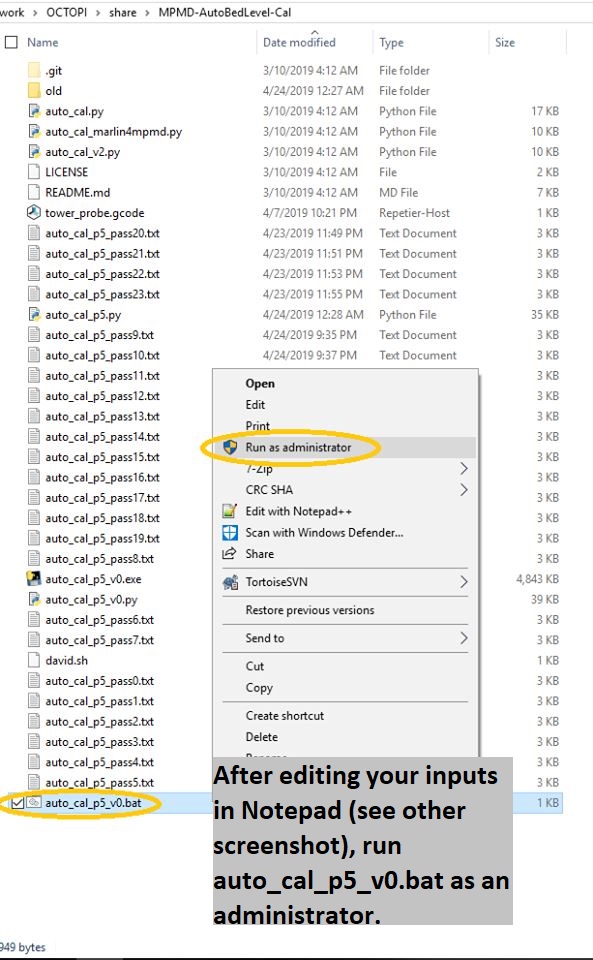 work > OCTOPI > share > MPMD-AutoBedLevel-Cal
Name Date modified Type Size
.git 3/10/2019 4:12 AM File folder
old 4/24/2019 12:27 AM File folder
auto_cal.py 3/10/2019 4:12 AM Python File 17 KB
auto_cal_marlin4mpmd.py 3/10/2019 4:12 AM Python File 10 KB
auto_cal_v2.py 3/10/2019 4:12 AM Python File 10 KB
LICENSE 3/10/2019 4:12 AM File 2 KB
README.md 3/10/2019 4:12 AM MD File 7 KB
tower_probe.gcode 4/7/2019 10:21 PM Repetier-Host 1 KB
auto_cal_p5_pass20.txt 4/23/2019 11:49 PM Text Document 3 KB
auto_cal_p5_pass21.txt 4/23/2019 11:51 PM Text Document 3 KB
auto_cal_p5_pass22.txt 4/23/2019 11:53 PM Text Document 3 KB
auto_cal_p5_pass23.txt 4/23/2019 11:55 PM Text Document 3 KB
auto_cal_p5.py 4/24/2019 12:28 AM Python File 35 KB
auto_cal_p5_pass9.txt 4/24/2019 9:35 PM Text Document 3 KB
auto_cal_p5_pass10.txt 4/24/2019 9:37 PM Text Document 3 KB
auto_cal_p5_pass11.txt 3 KB
auto_cal_p5_pass12.txt 3 KB
auto_cal_p5_pass13.txt 3 KB
auto_cal_p5_pass14.txt 3 KB
auto_cal_p5_pass15.txt 3 KB
auto_cal_p5_pass16.txt 3 KB
auto_cal_p5_pass17.txt 3 KB
auto_cal_p5_pass18.txt 3 KB
auto_cal_p5_pass19.txt 3 KB
auto_cal_p5_pass8.txt 3 KB
auto_cal_p5_v0.exe 4,843 KB
auto_cal_p5_v0.py 39 KB
auto_cal_p5_pass6.txt 3 KB
auto_cal_p5_pass7.txt 3 KB
david.sh 1 KB
auto_cal_p5_pass0.txt 3 KB
auto_cal_p5_pass1.txt 3 KB
auto_cal_p5_pass2.txt 3 KB
auto_cal_p5_pass3.txt 3 KB
auto_cal_p5_pass4.txt 3 KB
auto_cal_p5_pass5.txt 3 KB
auto_cal_p5_v0.bat 1 KB
Open
Edit
Print
Run as administrator
7-Zip
CRC SHA
Edit with Notepad++
Scan with Windows Defender...
Share
TortoiseSVN
Restore previous versions
Send to
Cut
Copy
Create shortcut
Delete
After editing your inputs
in Notepad (see other
screenshot), run
auto_cal_p5_v0.bat as an
administrator.
949 bytes